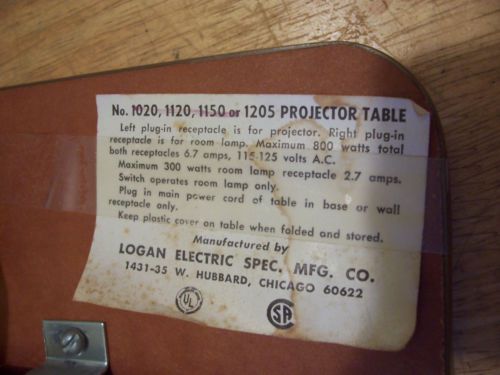 No. 1020, 1120, 1150 or 1205 PROJECTOR TABLE
Left plug-in receptacle is for projector. Right plug-in
receptacle is for room lamp. Maximum 800 watts total
both receptacles 6.7 amps, 115-125 volts A.C.
Maximum 300 watts room lamp receptacle 2.7 amps.
Switch operates room lamp only.
Plug in main power cord of table in base or wall
receptacle only.
Keep plastic cover on table when folded and stored.
Manufactured by
LOGAN ELECTRIC SPEC. MFG. CO.
1431-35 W. HUBBARD, CHICAGO 60622
UL
SA